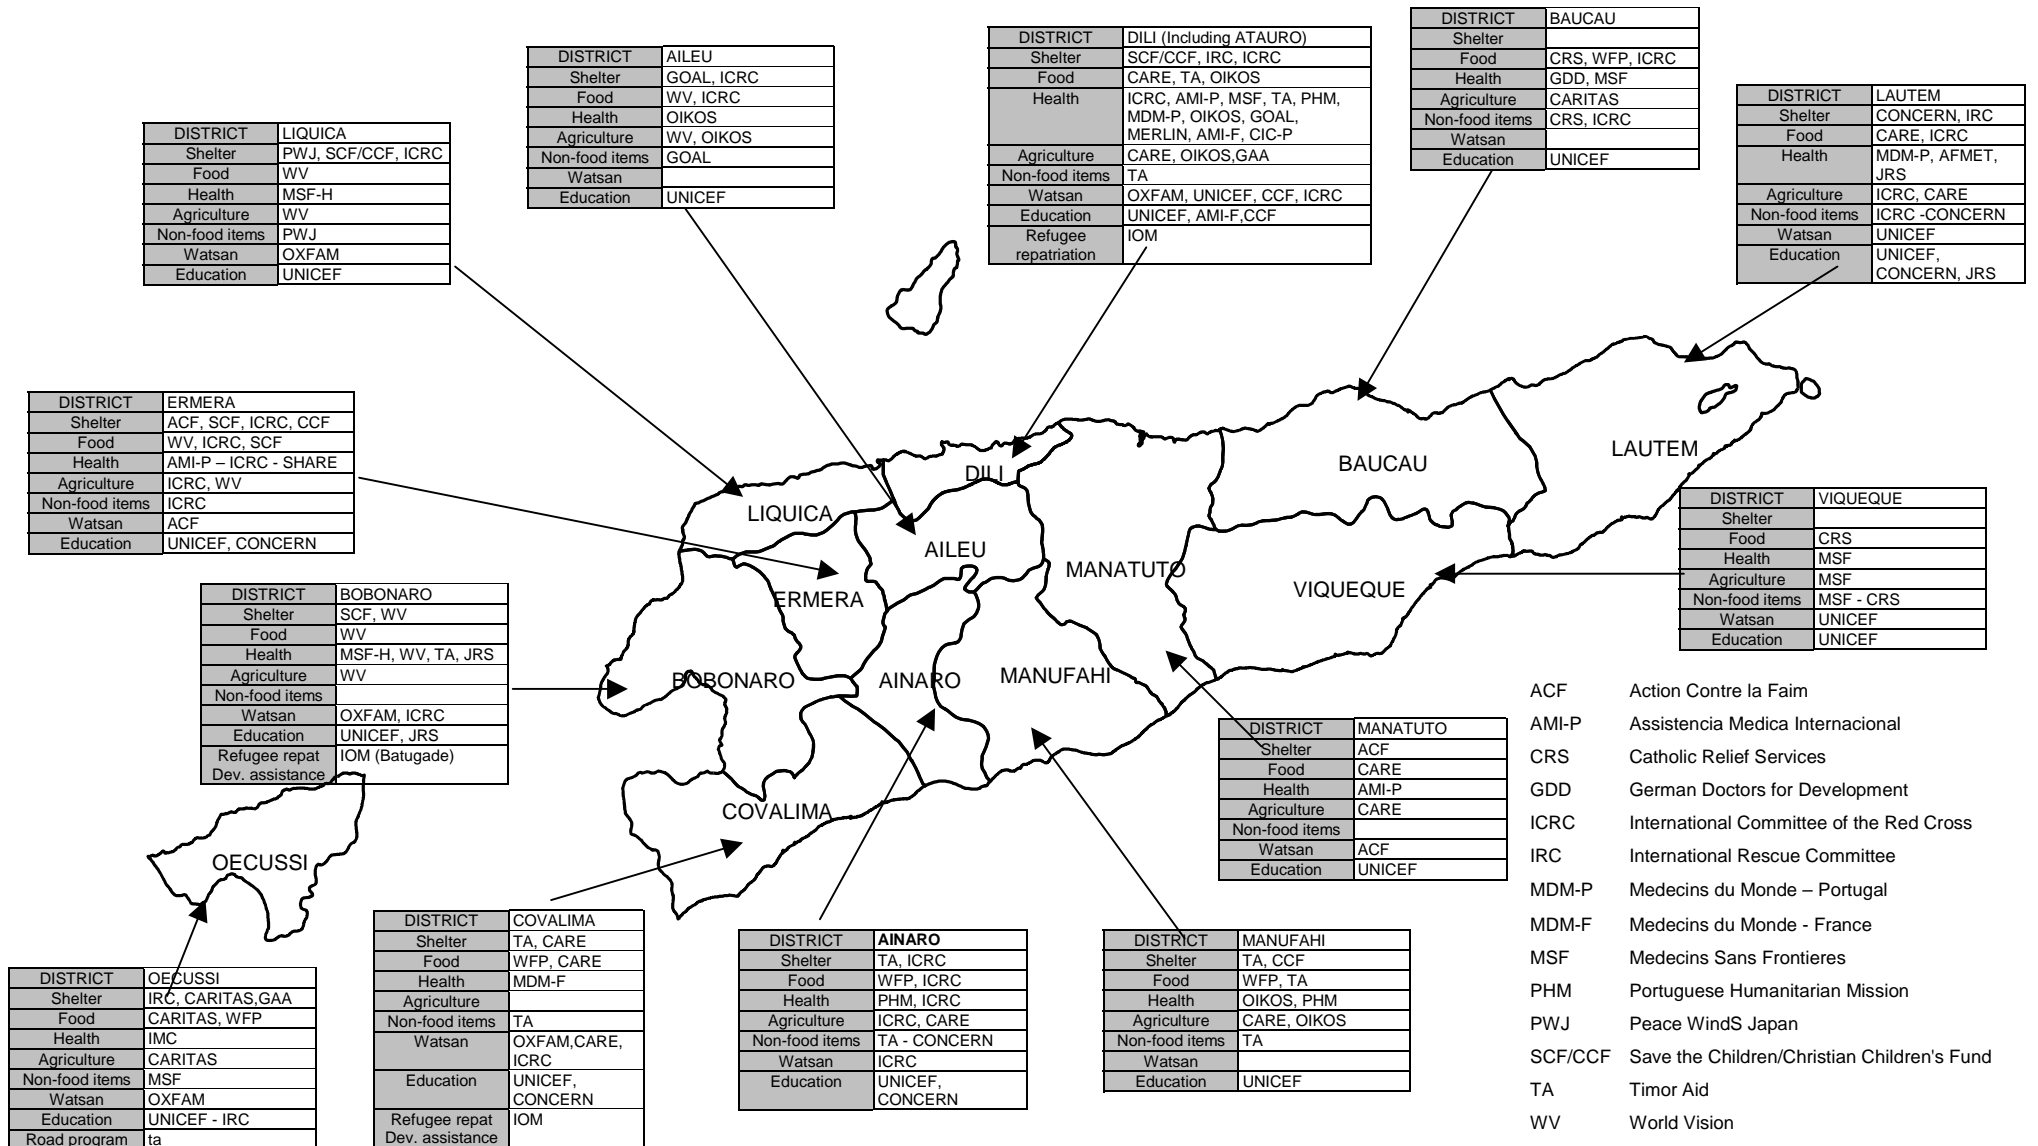 DISTRICT LIQUICA
Shelter PWJ, SCF/CCF, ICRC
Food WV
Health MSF-H
Agriculture WV
Non-food items PWJ
Watsan OXFAM
Education UNICEF
DISTRICT AILEU
Shelter GOAL, ICRC
Food WV, ICRC
Health OIKOS
Agriculture WV, OIKOS
Non-food items GOAL
Watsan
Education UNICEF
DISTRICT DILI (Including ATAURO)
Shelter SCF/CCF, IRC, ICRC
Food CARE, TA, OIKOS
Health ICRC, AMI-P, MSF, TA, PHM,
MDM-P, OIKOS, GOAL,
MERLIN, AMI-F, CIC-P
Agriculture CARE, OIKOS,GAA
Non-food items TA
Watsan OXFAM, UNICEF, CCF, ICRC
Education UNICEF, AMI-F,CCF
Refugee IOM
repatriation
DISTRICT BAUCAU
Shelter
Food CRS, WFP, ICRC
Health GDD, MSF
Agriculture CARITAS
Non-food items CRS, ICRC
Watsan
Education UNICEF
DISTRICT LAUTEM
Shelter CONCERN, IRC
Food CARE, ICRC
Health MDM-P, AFMET,
JRS
Agriculture ICRC, CARE
Non-food items ICRC -CONCERN
Watsan UNICEF
Education UNICEF,
CONCERN, JRS
DISTRICT ERMERA
Shelter ACF, SCF, ICRC, CCF
Food WV, ICRC, SCF
Health AMI-P – ICRC - SHARE
Agriculture ICRC, WV
Non-food items ICRC
Watsan ACF
Education UNICEF, CONCERN
DISTRICT BOBONARO
Shelter SCF, WV
Food WV
Health MSF-H, WV, TA, JRS
Agriculture WV
Non-food items
Watsan OXFAM, ICRC
Education UNICEF, JRS
Refugee repat IOM (Batugade)
Dev. assistance
LAUTEM
BAUCAU
DILI
LIQUICA
AILEU
MANATUTO
VIQUEQUE
ERMERA
BOBONARO
AINARO
MANUFAHI
COVALIMA
OECUSSI
DISTRICT VIQUEQUE
Shelter
Food CRS
Health MSF
Agriculture MSF
Non-food items MSF - CRS
Watsan UNICEF
Education UNICEF
DISTRICT MANATUTO
Shelter ACF
Food CARE
Health AMI-P
Agriculture CARE
Non-food items
Watsan ACF
Education UNICEF
DISTRICT OECUSSI
Shelter IRC, CARITAS,GAA
Food CARITAS, WFP
Health IMC
Agriculture CARITAS
Non-food items MSF
Watsan OXFAM
Education UNICEF - IRC
Road program ta
DISTRICT COVALIMA
Shelter TA, CARE
Food WFP, CARE
Health MDM-F
Agriculture
Non-food items TA
Watsan OXFAM,CARE,
ICRC
Education UNICEF,
CONCERN
Refugee repat IOM
Dev. assistance
DISTRICT AINARO
Shelter TA, ICRC
Food WFP, ICRC
Health PHM, ICRC
Agriculture ICRC, CARE
Non-food items TA - CONCERN
Watsan ICRC
Education UNICEF,
CONCERN
DISTRICT MANUFAHI
Shelter TA, CCF
Food WFP, TA
Health OIKOS, PHM
Agriculture CARE, OIKOS
Non-food items TA
Watsan
Education UNICEF
ACF Action Contre la Faim
AMI-P Assistencia Medica Internacional
CRS Catholic Relief Services
GDD German Doctors for Development
ICRC International Committee of the Red Cross
IRC International Rescue Committee
MDM-P Medecins du Monde – Portugal
MDM-F Medecins du Monde - France
MSF Medecins Sans Frontieres
PHM Portuguese Humanitarian Mission
PWJ Peace WindS Japan
SCF/CCF Save the Children/Christian Children's Fund
TA Timor Aid
WV World Vision